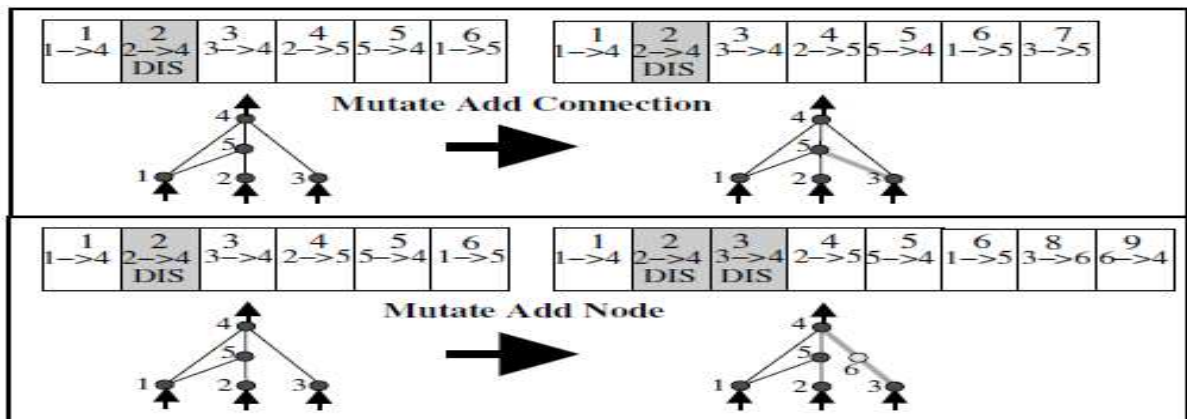 1 2 3 4 5 6 1 2 3 4 5 6 7
1–>4 2–>4 3–>4 2–>5 5–>4 1–>5 1–>4 2–>4 3–>4 2–>5 5–>4 1–>5 3–>5
DIS DIS
Mutate Add Connection
4 4
5 5
1 2 3 1 2 3
1 2 3 4 5 6 1 2 3 4 5 6 8 9
1–>4 2–>4 3–>4 2–>5 5–>4 1–>5 1–>4 2–>4 3–>4 2–>5 5–>4 1–>5 3–>6 6–>4
DIS DIS DIS
Mutate Add Node
4 4
5 5 6
1 2 3 1 2 3